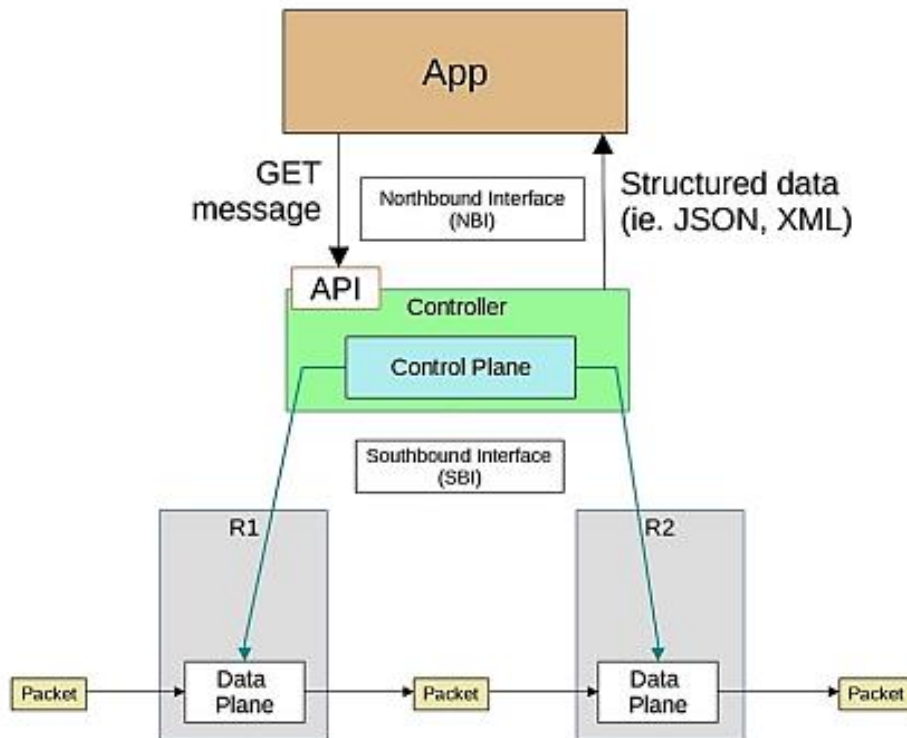 App
GET
message
Northbound Interface
(NBI)
Structured data
(ie. JSON, XML)
API
Controller
Control Plane
Southbound Interface
(SBI)
R1
R2
Packet
Data
Plane
Packet
Data
Plane
Packet